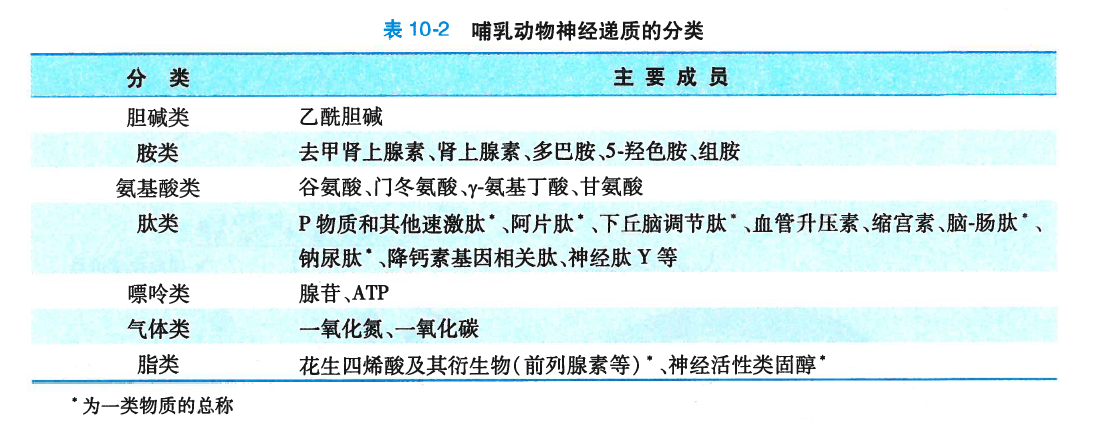 表 10-2 哺乳动物神经递质的分类
分 类 主 要 成 员
胆碱类 乙酰胆碱
胺类 去甲肾上腺素、肾上腺素、多巴胺、5-羟色胺、组胺
氨基酸类 谷氨酸、门冬氨酸、γ-氨基丁酸、甘氨酸
肽类 P 物质和其他速激肽*、阿片肽*、下丘脑调节肽*、血管升压素、缩宫素、脑-肠肽*、
钠尿肽*、降钙素基因相关肽、神经肽 Y 等
嘌呤类 腺苷、ATP
气体类 一氧化氮、一氧化碳
脂类 花生四烯酸及其衍生物(前列腺素等)*、神经活性类固醇*
*为一类物质的总称